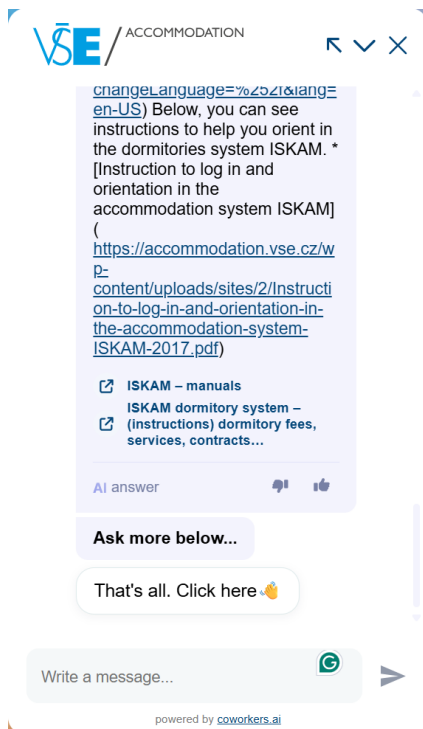 VŠE/ACCOMMODATION
changeLanguage=%252f&lang=
en-US) Below, you can see
instructions to help you orient in
the dormitories system ISKAM. *
[Instruction to log in and
orientation in the
accommodation system ISKAM]
(
https://accommodation.vse.cz/w
p-
content/uploads/sites/2/Instructi
on-to-log-in-and-orientation-in-
the-accommodation-system-
ISKAM-2017.pdf)
ISKAM – manuals
ISKAM dormitory system –
(instructions) dormitory fees,
services, contracts...
AI answer
Ask more below...
That's all. Click here👋
Write a message...
powered by coworkers.ai